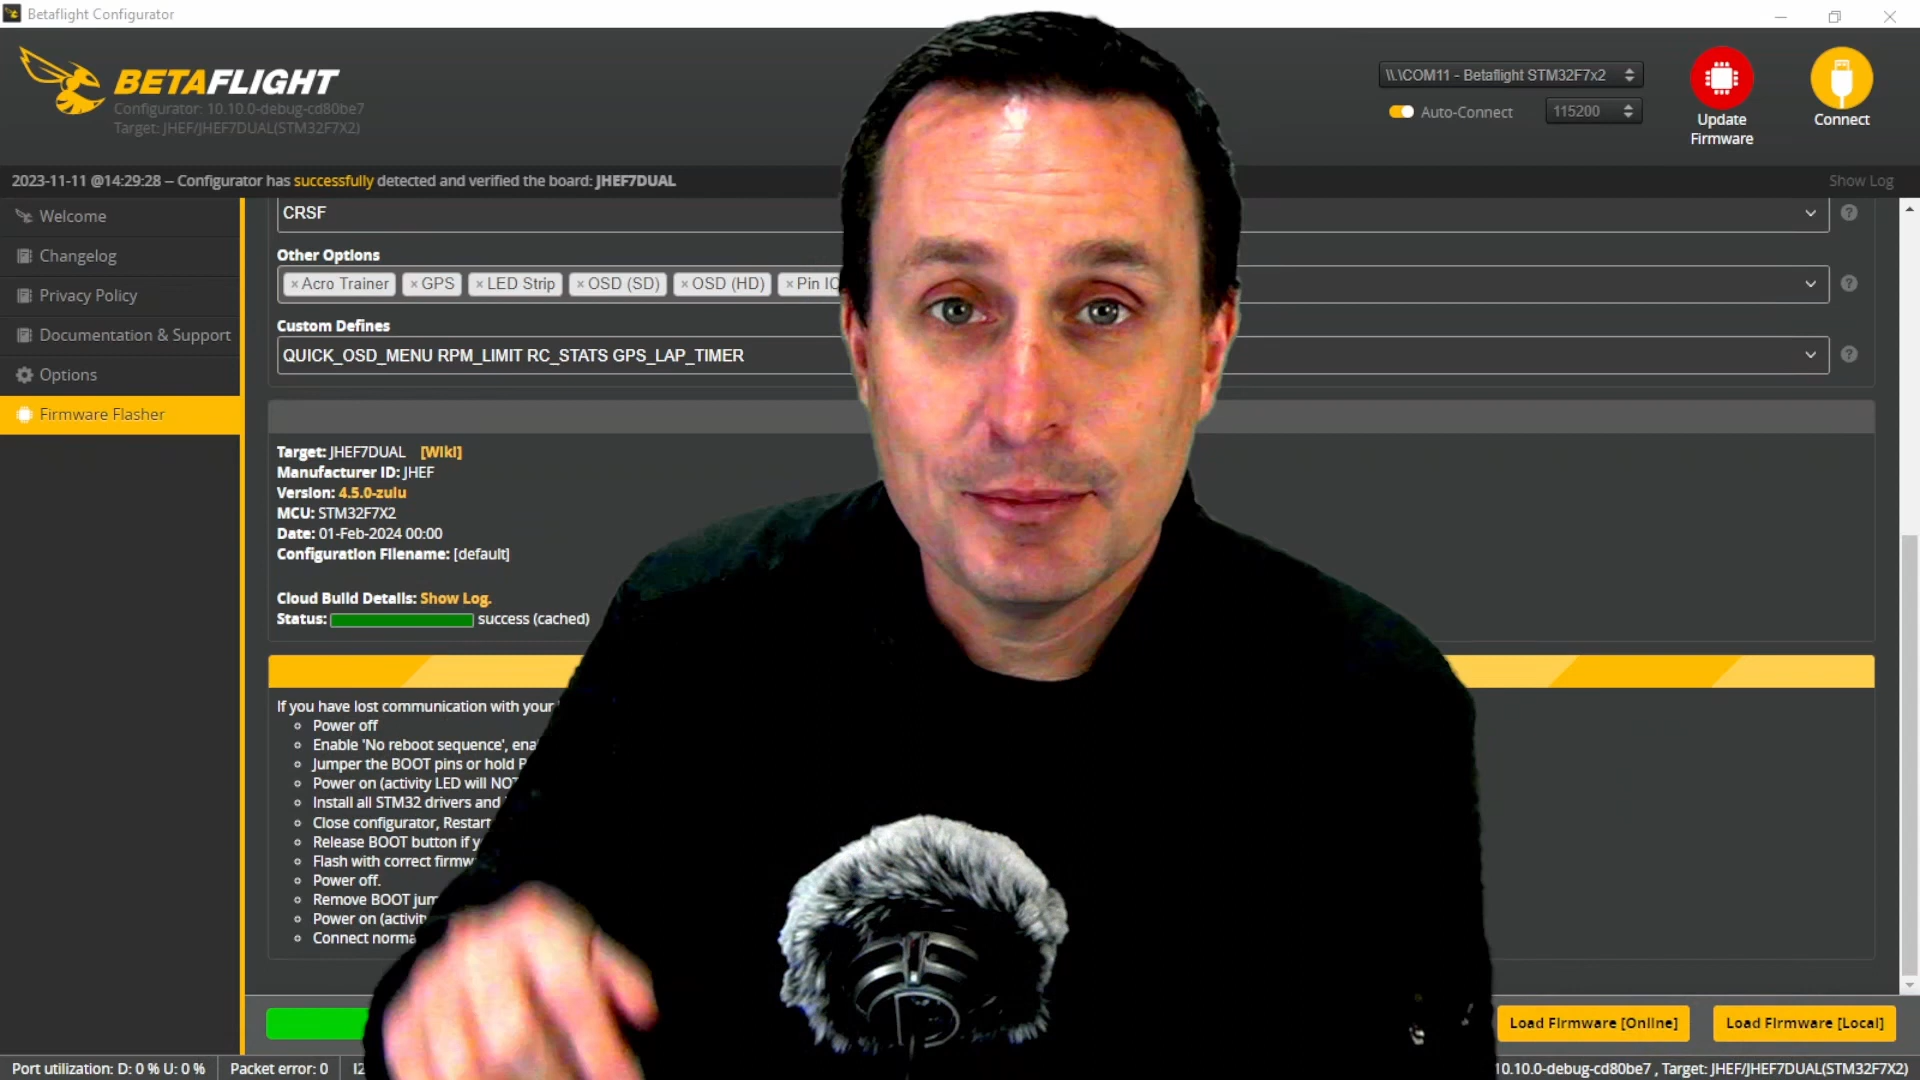 Betaflight Configurator
BETAFLIGHT
Configurator: 10.10.0-debug-cd80be7
Target: JHEF/JHEF7DUAL(STM32F7X2)
\\.\COM11 - Betaflight STM32F7x2
Auto-Connect
115200
Update
Firmware
Connect
2023-11-11 @14:29:28 -- Configurator has successfully detected and verified the board: JHEF7DUAL
Show Log
Welcome
Changelog
Privacy Policy
Documentation & Support
Options
Firmware Flasher
CRSF
Other Options
× Acro Trainer × GPS × LED Strip × OSD (SD) × OSD (HD) × Pin IO
Custom Defines
QUICK_OSD_MENU RPM_LIMIT RC_STATS GPS_LAP_TIMER
Target: JHEF7DUAL [Wiki]
Manufacturer ID: JHEF
Version: 4.5.0-zulu
MCU: STM32F7X2
Date: 01-Feb-2024 00:00
Configuration Filename: [default]
Cloud Build Details: Show Log.
Status: success (cached)
If you have lost communication with your
Power off
Enable 'No reboot sequence', ena
Jumper the BOOT pins or hold
Power on (activity LED will NOT
Install all STM32 drivers and
Close configurator, Restart
Release BOOT button if
Flash with correct firmw
Power off.
Remove BOOT jum
Power on (activit
Connect norma
Load Firmware [Online]
Load Firmware [Local]
Port utilization: D: 0 % U: 0 %
Packet error: 0
I2
10.10.0-debug-cd80be7 , Target: JHEF/JHEF7DUAL(STM32F7X2)